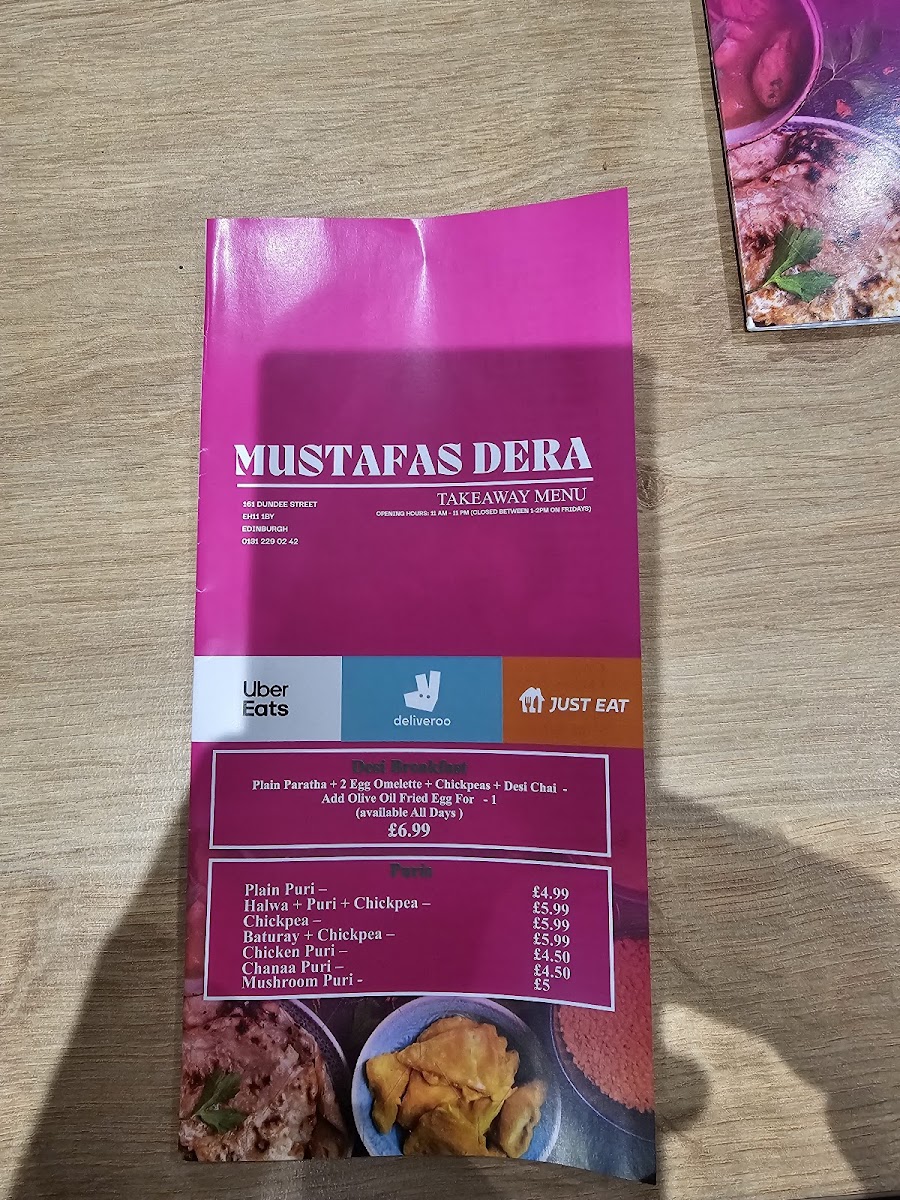 MUSTAFAS DERA
TAKEAWAY MENU
OPENING HOURS: 11 AM - 11 PM (CLOSED BETWEEN 1-2PM ON FRIDAYS)
161 DUNDEE STREET
EH11 1BY
EDINBURGH
0131 229 02 42
Uber
Eats
deliveroo
JUST EAT
Desi Breakfast
Plain Paratha + 2 Egg Omelette + Chickpeas + Desi Chai -
Add Olive Oil Fried Egg For - 1
(available All Days )
£6.99
Puris
Plain Puri – £4.99
Halwa + Puri + Chickpea – £5.99
Chickpea – £5.99
Baturay + Chickpea – £5.99
Chicken Puri – £4.50
Chanaa Puri – £4.50
Mushroom Puri - £5